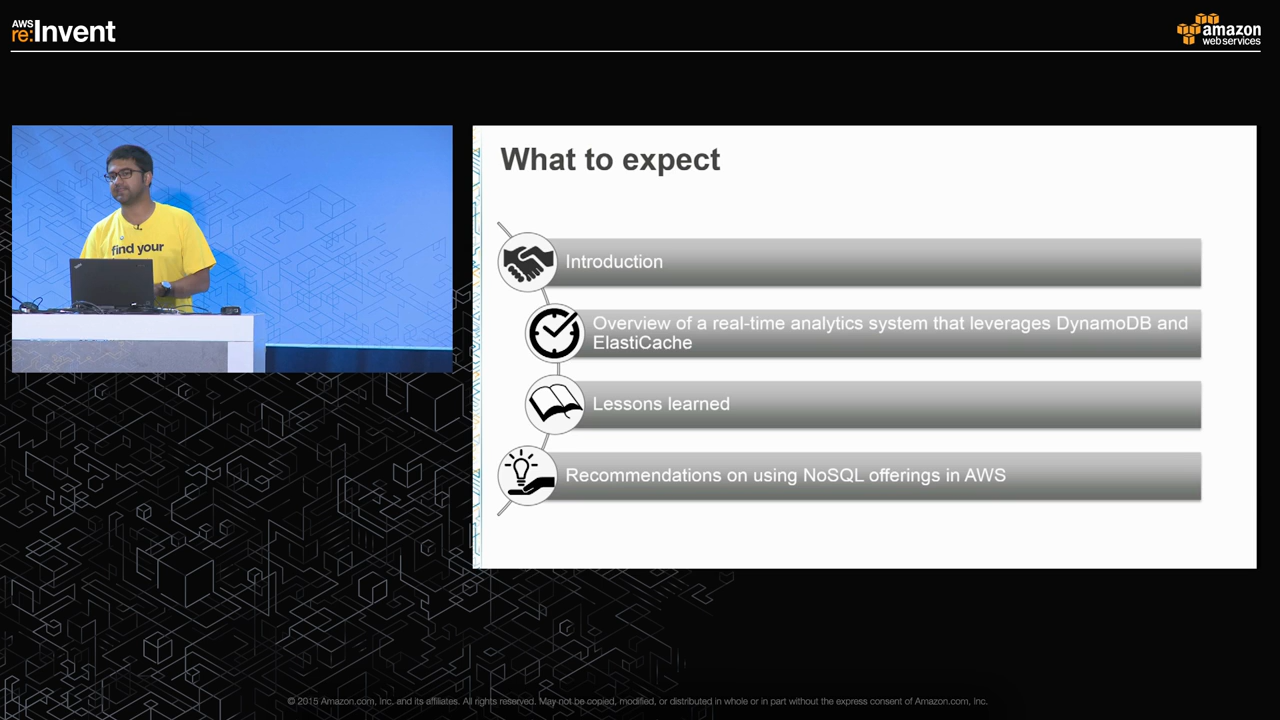 AWS
re:Invent
amazon
web services
find your
What to expect
Introduction
Overview of a real-time analytics system that leverages DynamoDB and
ElastiCache
Lessons learned
Recommendations on using NoSQL offerings in AWS
© 2015 Amazon.com, Inc. and its affiliates. All rights reserved. May not be copied, modified, or distributed in whole or in part without the express consent of Amazon.com, Inc.